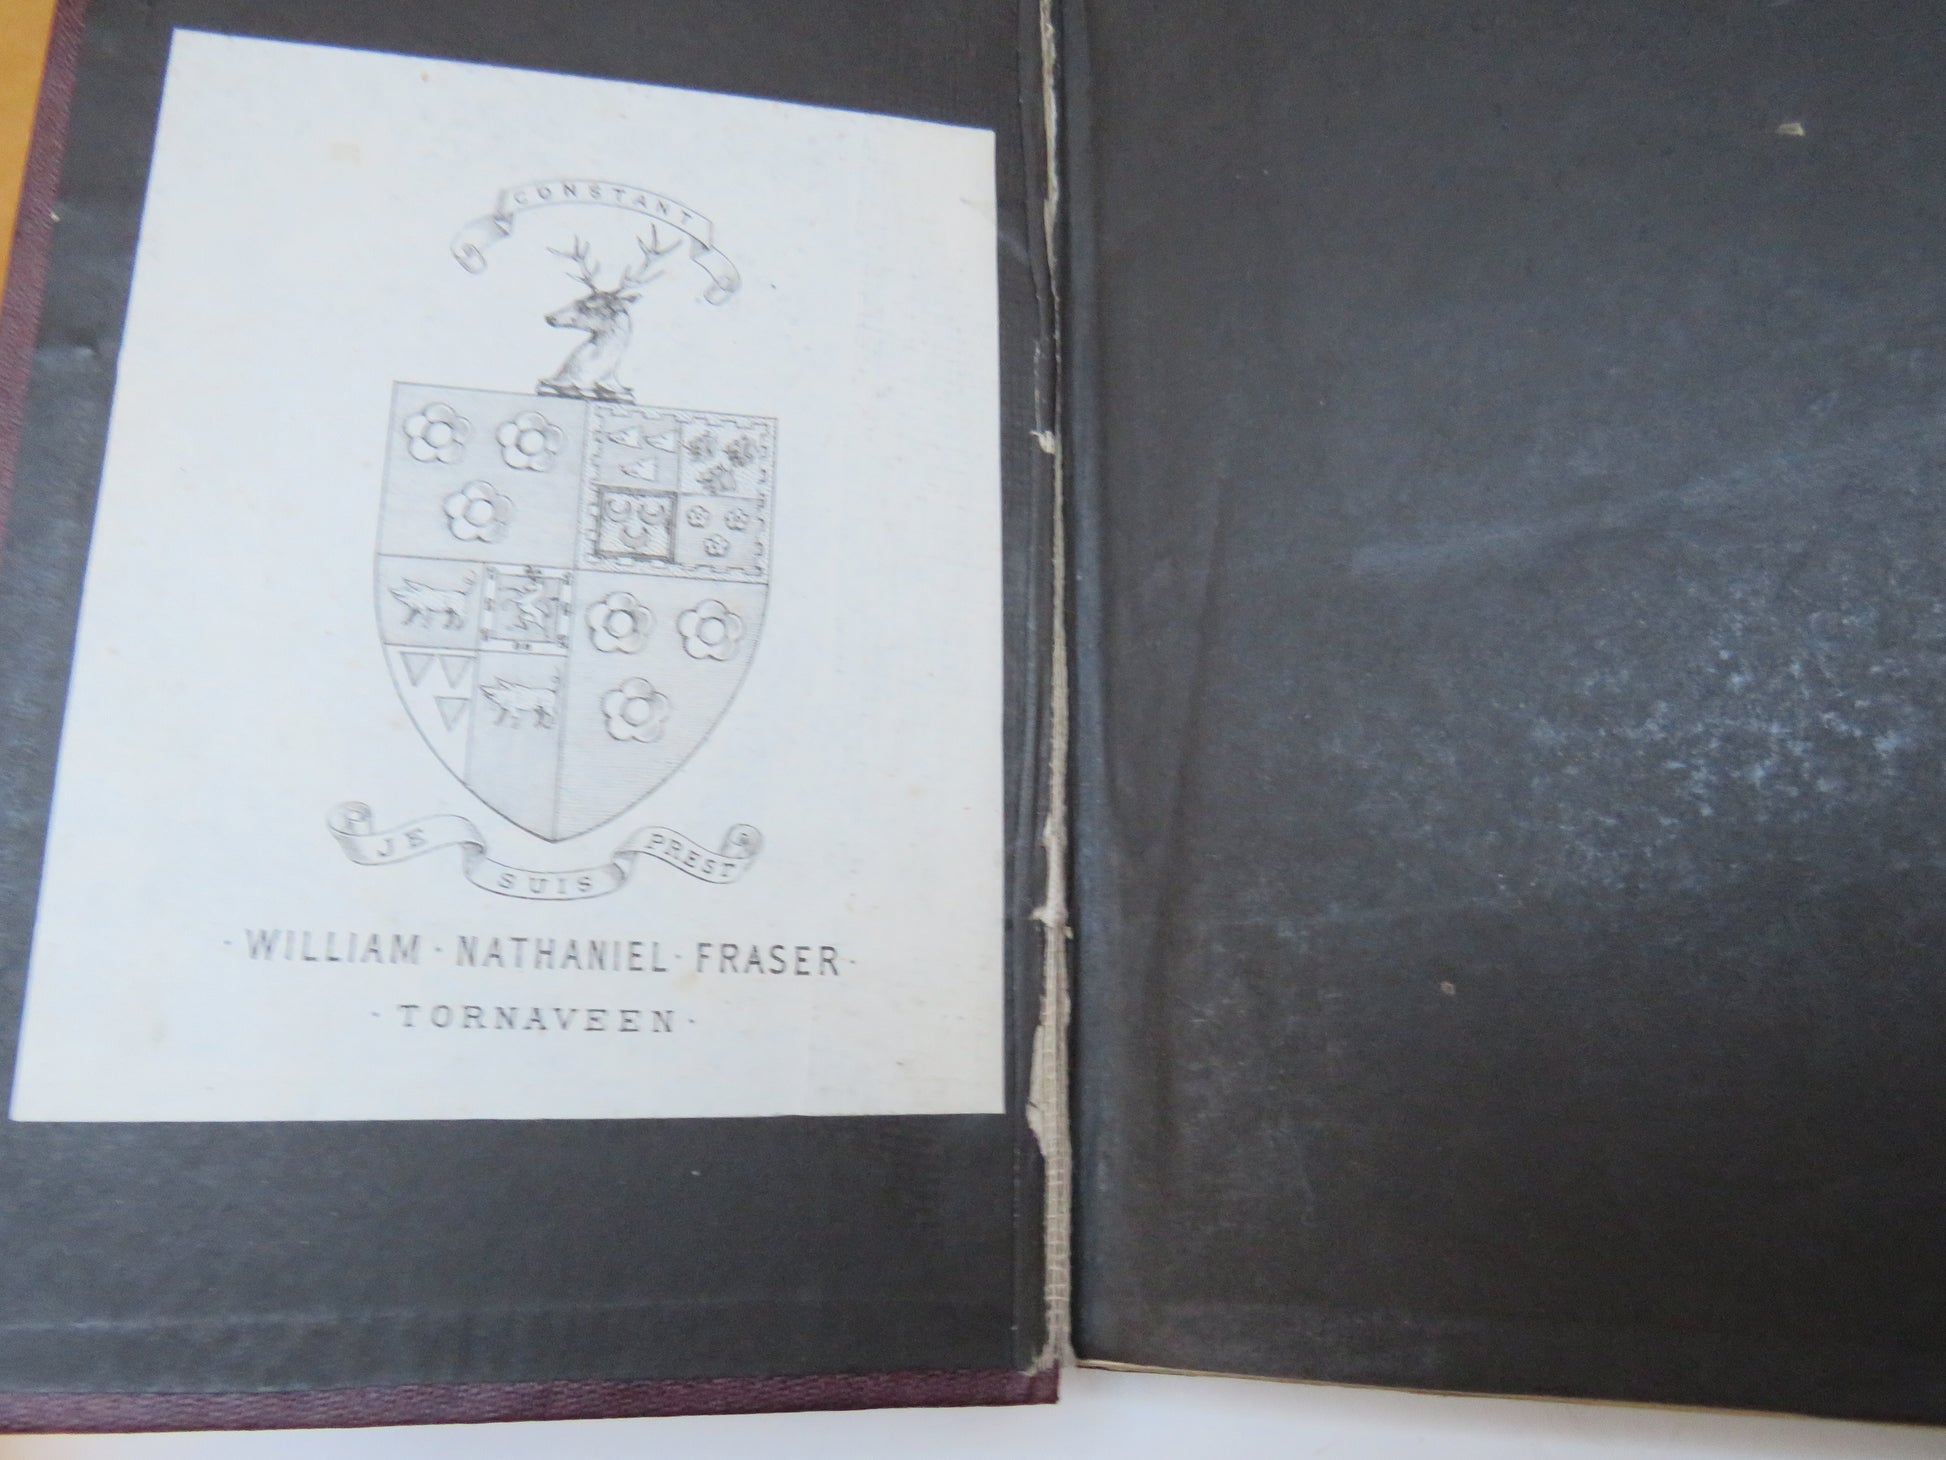 CONSTANT
JE SUIS PREST
· WILLIAM · NATHANIEL · FRASER ·
· TORNAVEEN ·